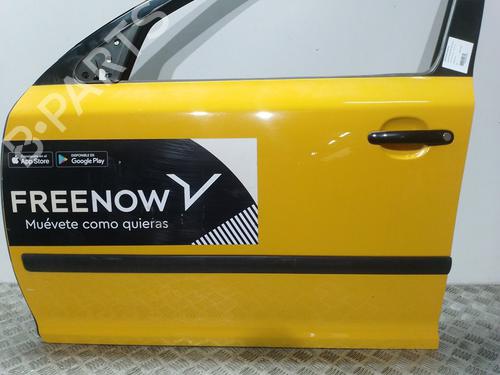 B-PARTS
App Store
DISPONIBLE EN
Google Play
FREENOW
Muévete como quieras